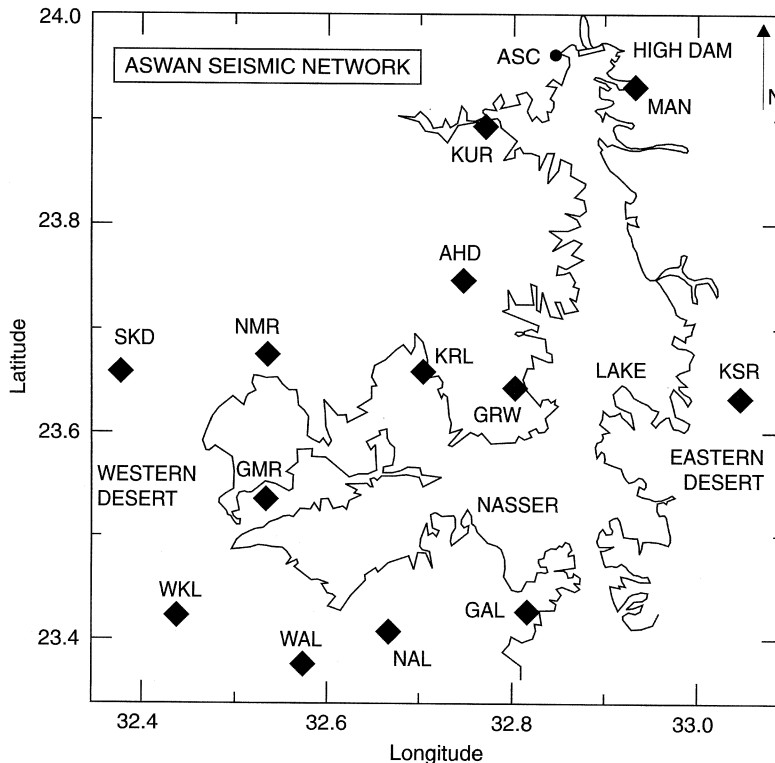 24.0
ASWAN SEISMIC NETWORK
ASC
HIGH DAM
MAN
N
KUR
23.8
AHD
Latitude
SKD
NMR
KRL
LAKE
KSR
GRW
23.6
WESTERN
DESERT
GMR
EASTERN
DESERT
NASSER
WKL
GAL
23.4
WAL
NAL
32.4
32.6
32.8
33.0
Longitude